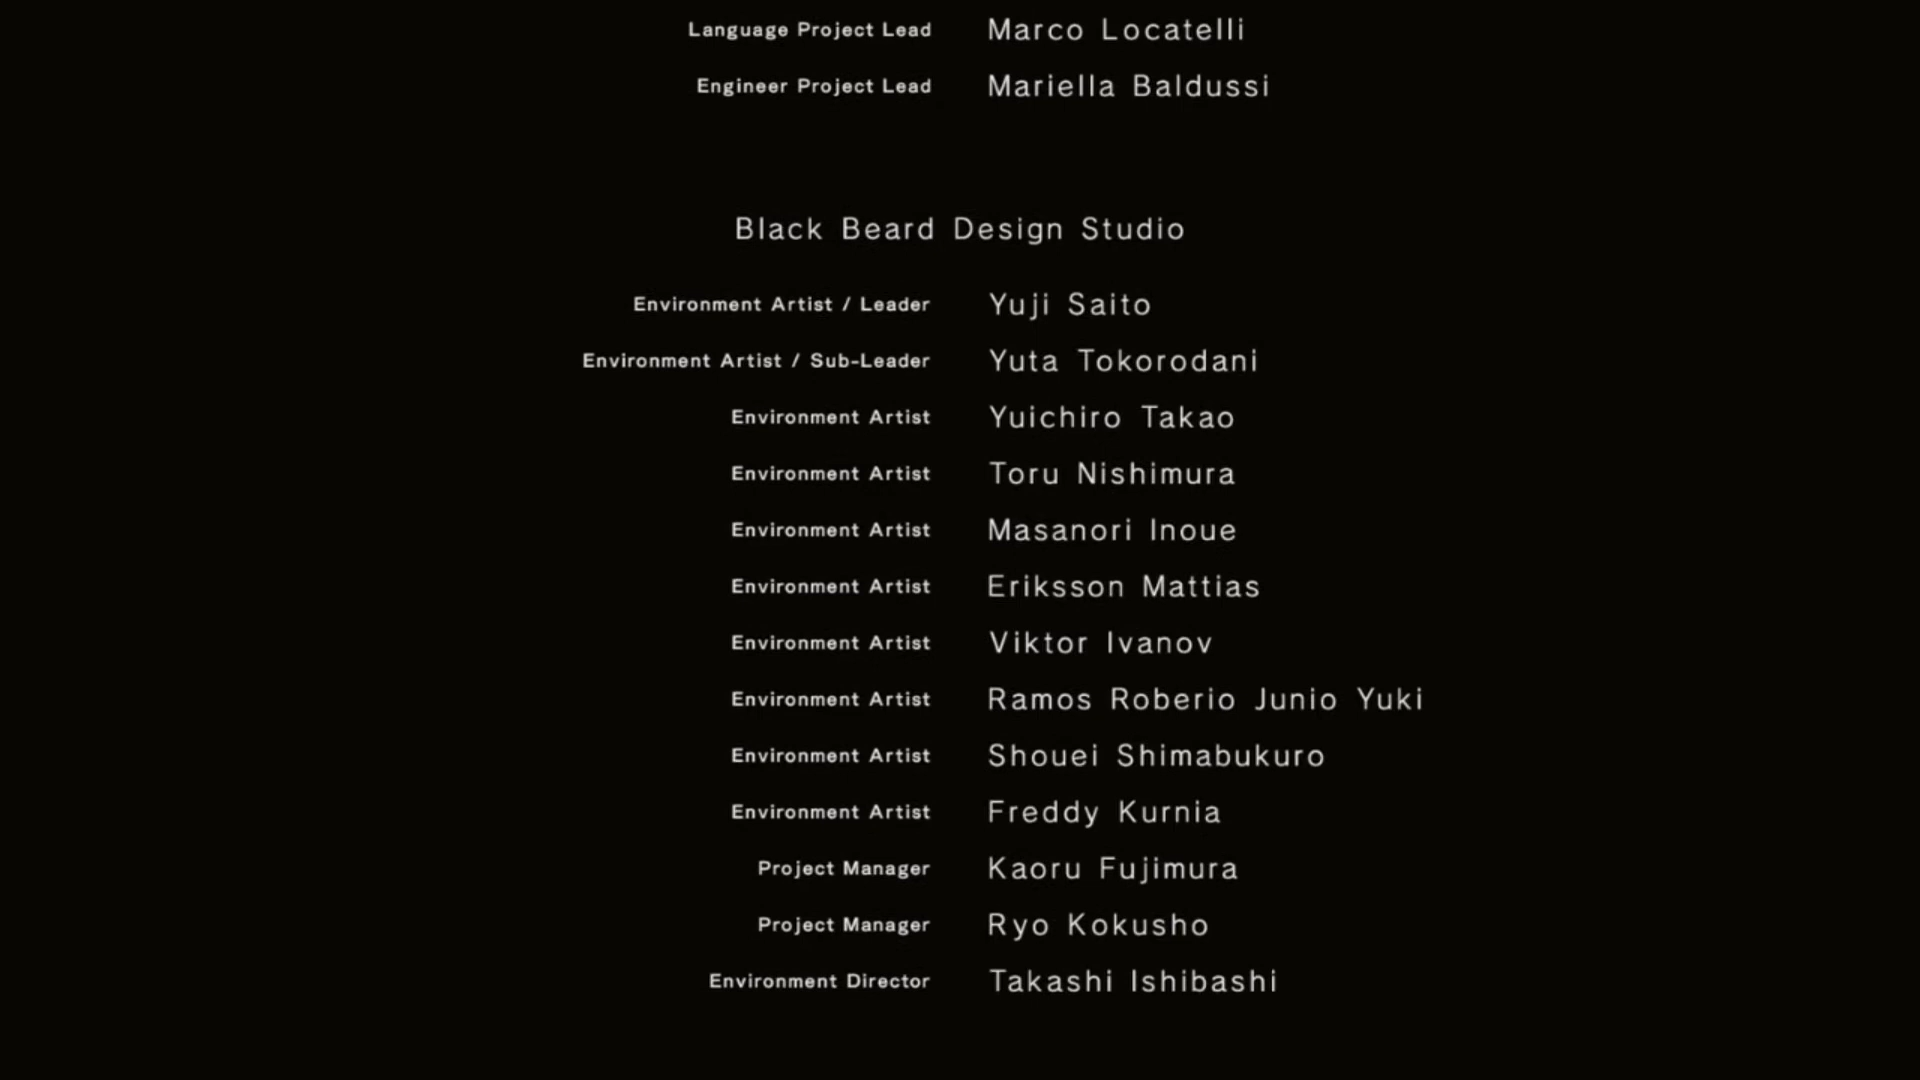 Language Project Lead Marco Locatelli
Engineer Project Lead Mariella Baldussi
Black Beard Design Studio
Environment Artist / Leader Yuji Saito
Environment Artist / Sub-Leader Yuta Tokorodani
Environment Artist Yuichiro Takao
Environment Artist Toru Nishimura
Environment Artist Masanori Inoue
Environment Artist Eriksson Mattias
Environment Artist Viktor Ivanov
Environment Artist Ramos Roberio Junio Yuki
Environment Artist Shouei Shimabukuro
Environment Artist Freddy Kurnia
Project Manager Kaoru Fujimura
Project Manager Ryo Kokusho
Environment Director Takashi Ishibashi